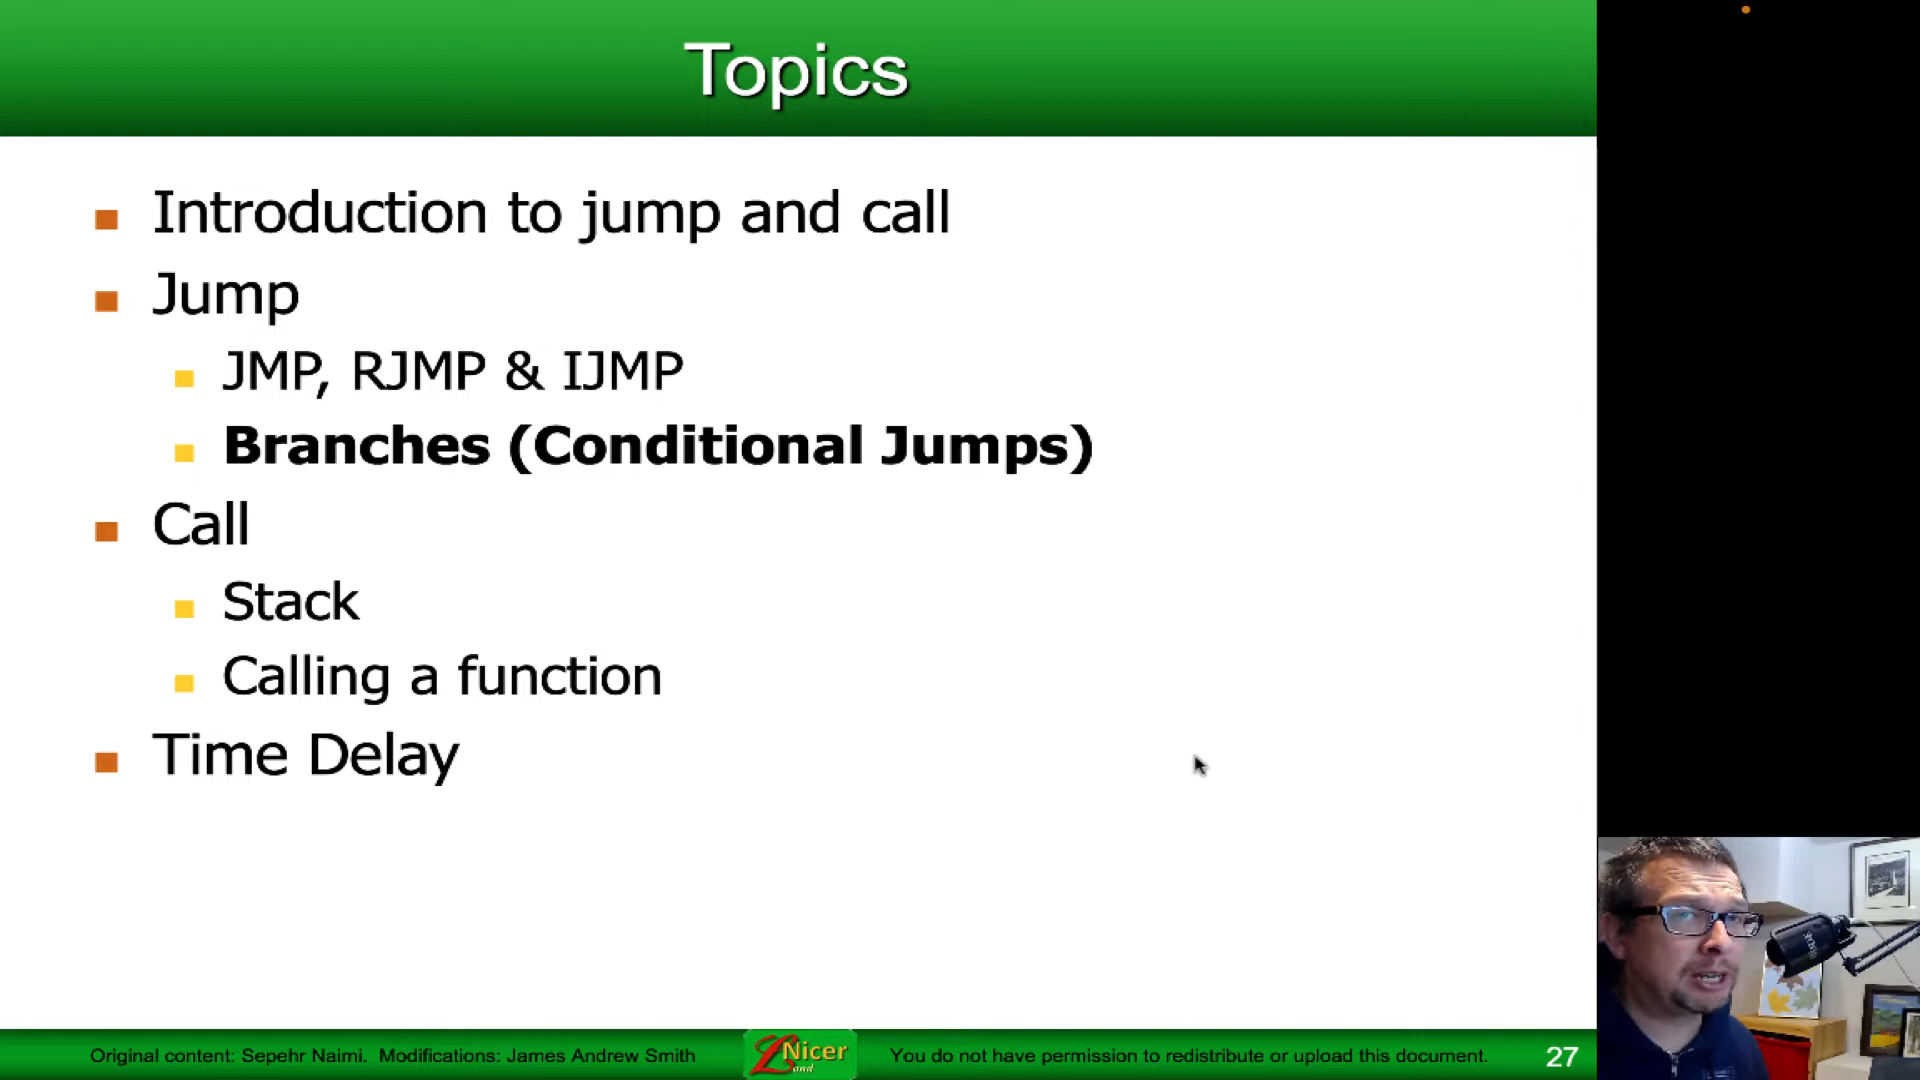 Topics
Introduction to jump and call
Jump
JMP, RJMP & IJMP
Branches (Conditional Jumps)
Call
Stack
Calling a function
Time Delay
Original content: Sepehr Naimi.  Modifications: James Andrew Smith
Nicer
Land
You do not have permission to redistribute or upload this document.
27